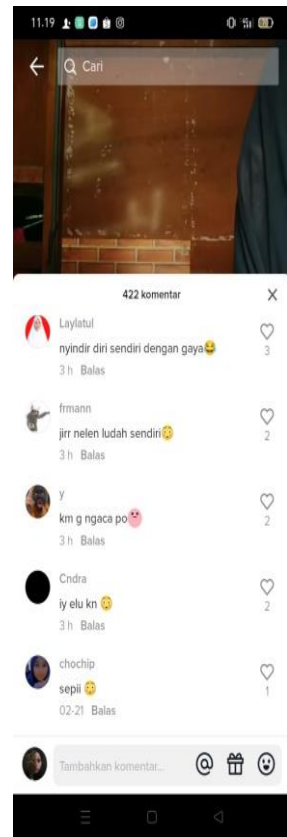 11.19
Cari
422 komentar
Laylatul
nyindir diri sendiri dengan gaya😂
3
3 h Balas
frmann
jirr nelen ludah sendiri😳
2
3 h Balas
y
km g ngaca po
2
3 h Balas
Cndra
iy elu kn 😳
2
3 h Balas
chochip
sepii 😳
1
02-21 Balas
Tambahkan komentar...